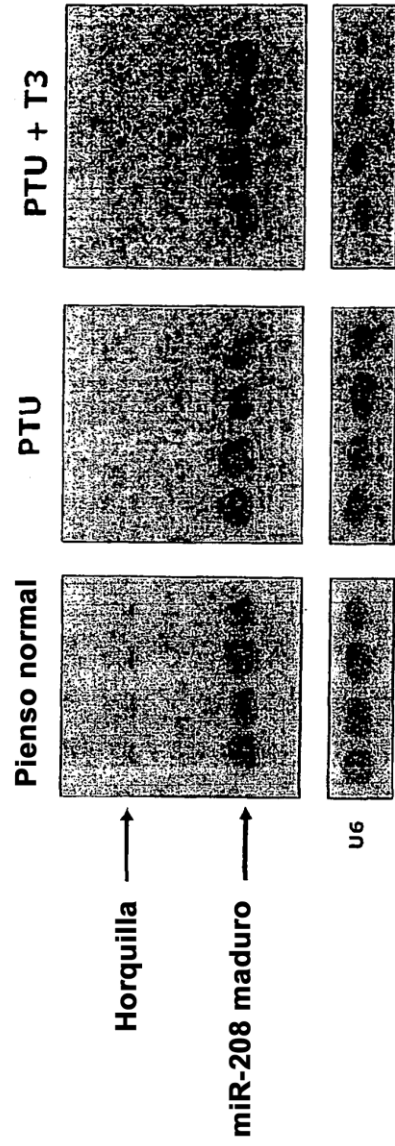 Pienso normal
PTU
PTU + T3
Horquilla
miR-208 maduro
U6